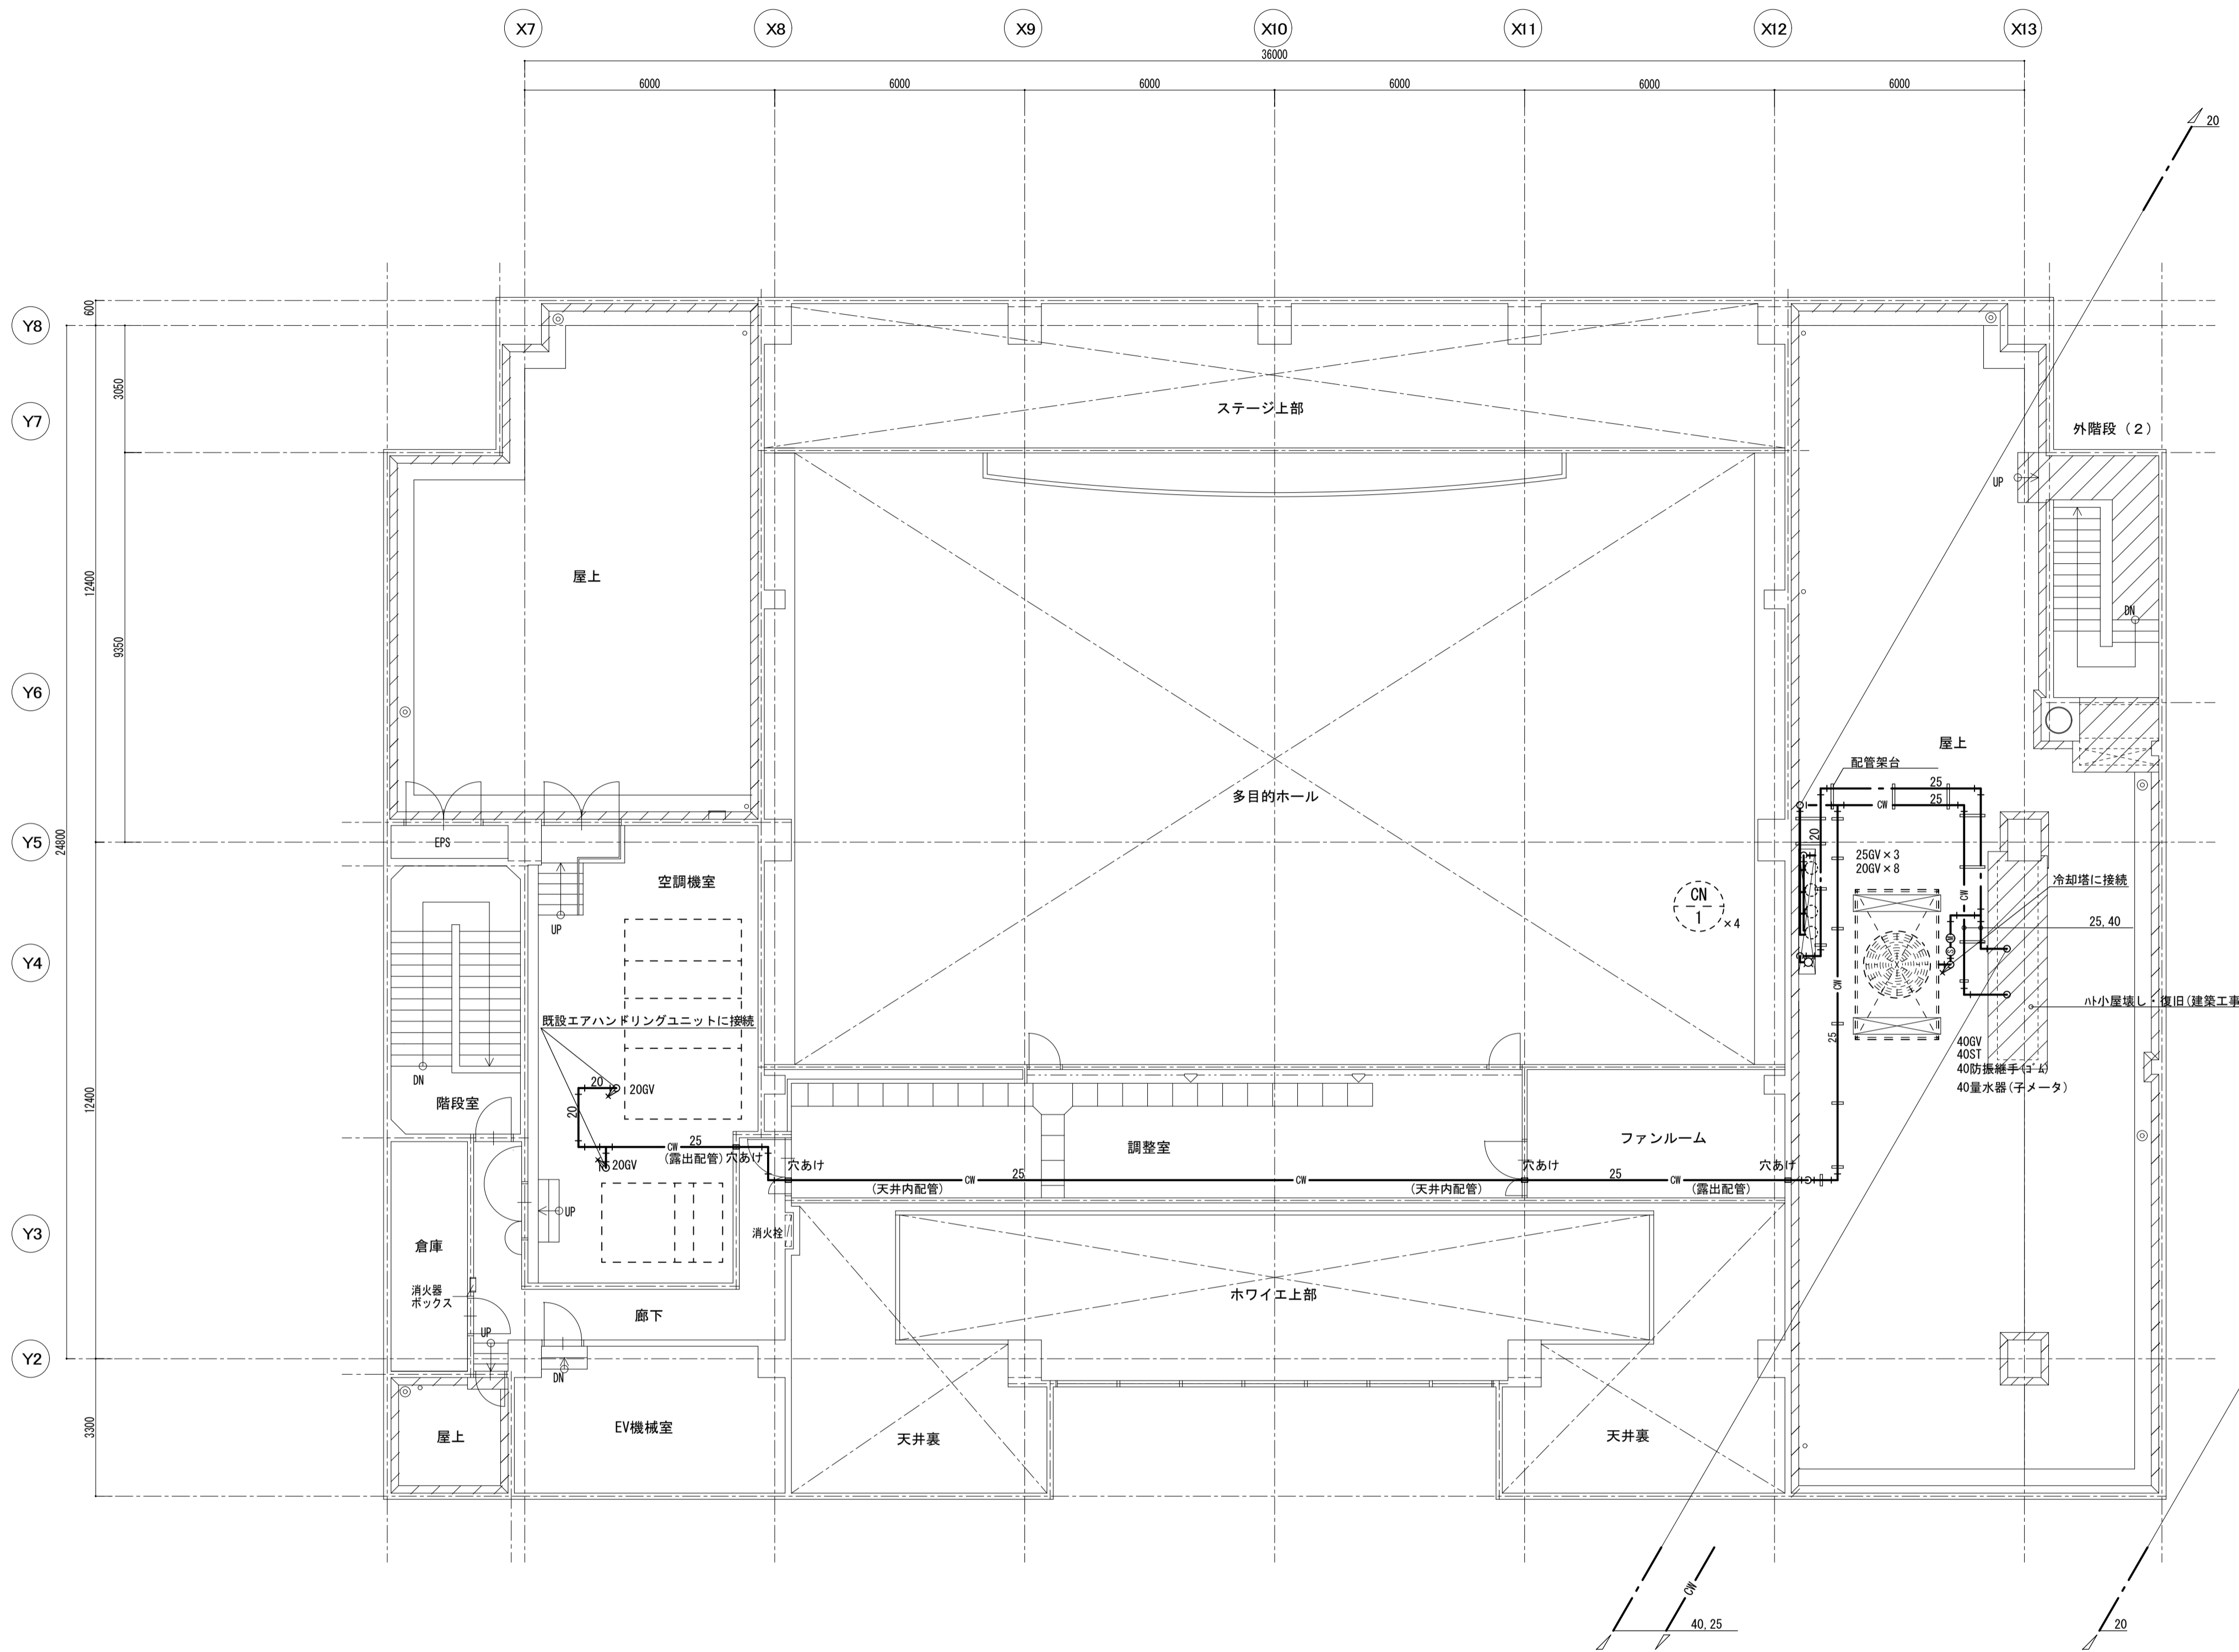 X7
X8
X9
X10
X11
X12
X13
36000
6000
6000
6000
6000
6000
6000
20
600
Y8
3050
Y7
ステージ上部
外階段(2)
UP
屋上
12400
9350
DN
Y6
屋上
配管架台
25
多目的ホール
CW
25
Y5
24800
EPS
20
25GV×3
20GV×8
空調機室
冷却塔に接続
CN
1
×4
CW
25,40
UP
Y4
CW
ハト小屋壊し・復旧(建築工事
既設エアハンドリングユニットに接続
25
40GV
40ST
40防振継手(ゴム)
40量水器(子メータ)
DN
20
20GV
12400
階段室
20
調整室
ファンルーム
CW
25
(露出配管)
穴あけ
20GV
穴あけ
穴あけ
穴あけ
25
CW
(天井内配管)
CW
(天井内配管)
25
CW
(露出配管)
UP
Y3
消火栓
倉庫
消火器
ボックス
ホワイエ上部
廊下
UP
Y2
DN
3300
EV機械室
屋上
天井裏
天井裏
CW
40,25
20